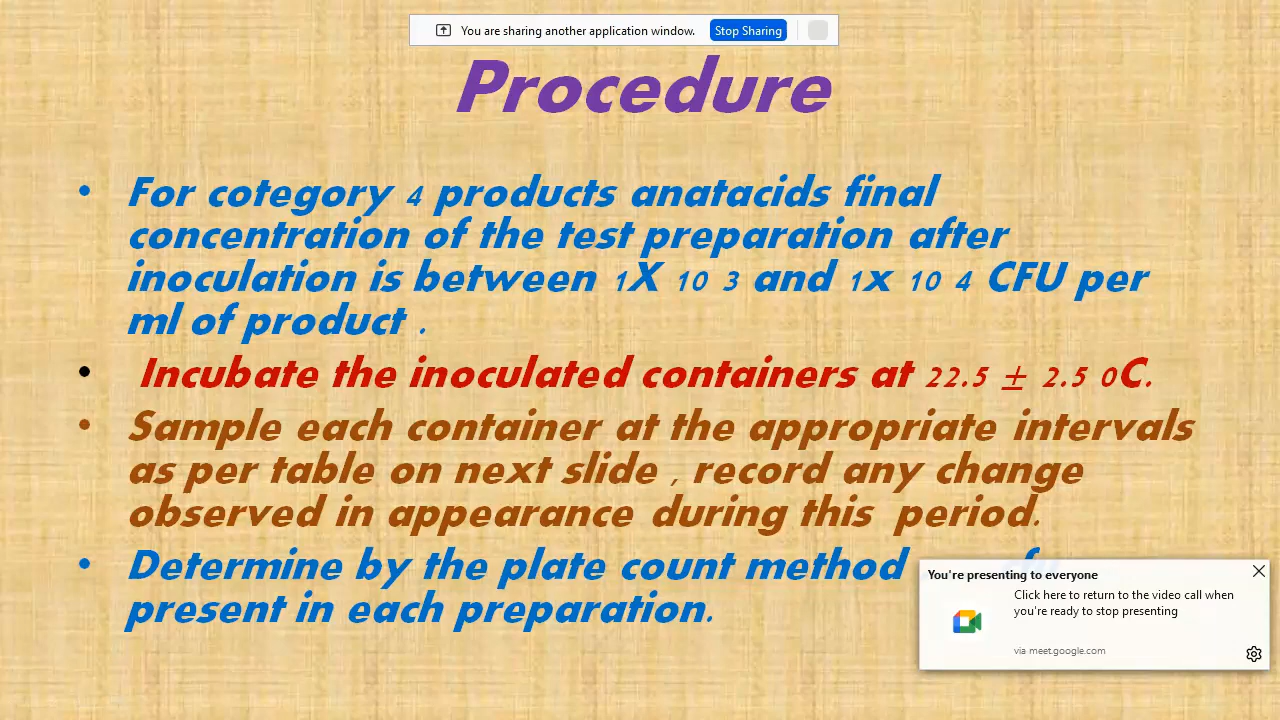 You are sharing another application window. Stop Sharing
Procedure
• For cotegory 4 products anatacids final
concentration of the test preparation after
inoculation is between 1X 10 3 and 1x 10 4 CFU per
ml of product .
• Incubate the inoculated containers at 22.5 ± 2.5 0C.
• Sample each container at the appropriate intervals
as per table on next slide , record any change
observed in appearance during this period.
• Determine by the plate count method
present in each preparation.
You're presenting to everyone
Click here to return to the video call when
you're ready to stop presenting
via meet.google.com